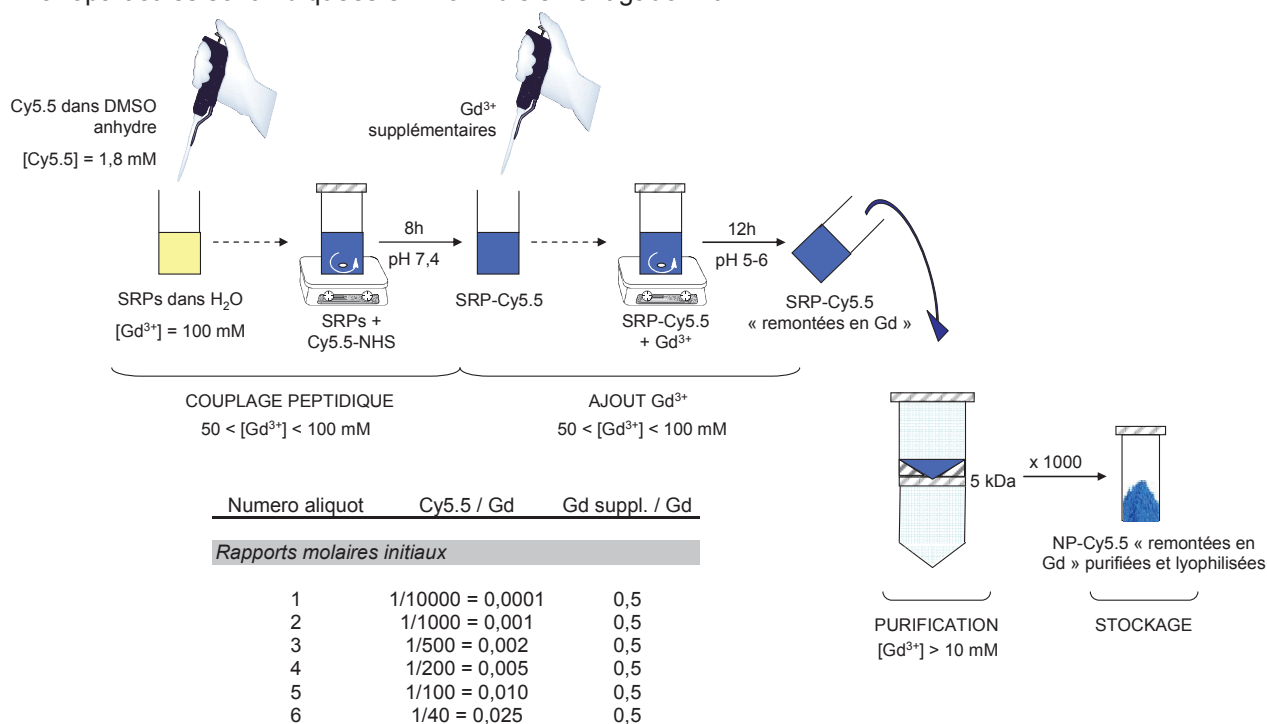 Cy5.5 dans DMSO
anhydre
[Cy5.5] = 1,8 mM
Gd³⁺
supplémentaires
8h
pH 7,4
12h
pH 5-6
SRPs dans H₂O
[Gd³⁺] = 100 mM
SRPs +
Cy5.5-NHS
SRP-Cy5.5
SRP-Cy5.5
+ Gd³⁺
SRP-Cy5.5
« remontées en Gd »
COUPLAGE PEPTIDIQUE
50 < [Gd³⁺] < 100 mM
AJOUT Gd³⁺
50 < [Gd³⁺] < 100 mM
5 kDa
x 1000
NP-Cy5.5 « remontées en
Gd » purifiées et lyophilisées
PURIFICATION
[Gd³⁺] > 10 mM
STOCKAGE
Numero aliquot Cy5.5 / Gd Gd suppl. / Gd
Rapports molaires initiaux
1 1/10000 = 0,0001 0,5
2 1/1000 = 0,001 0,5
3 1/500 = 0,002 0,5
4 1/200 = 0,005 0,5
5 1/100 = 0,010 0,5
6 1/40 = 0,025 0,5